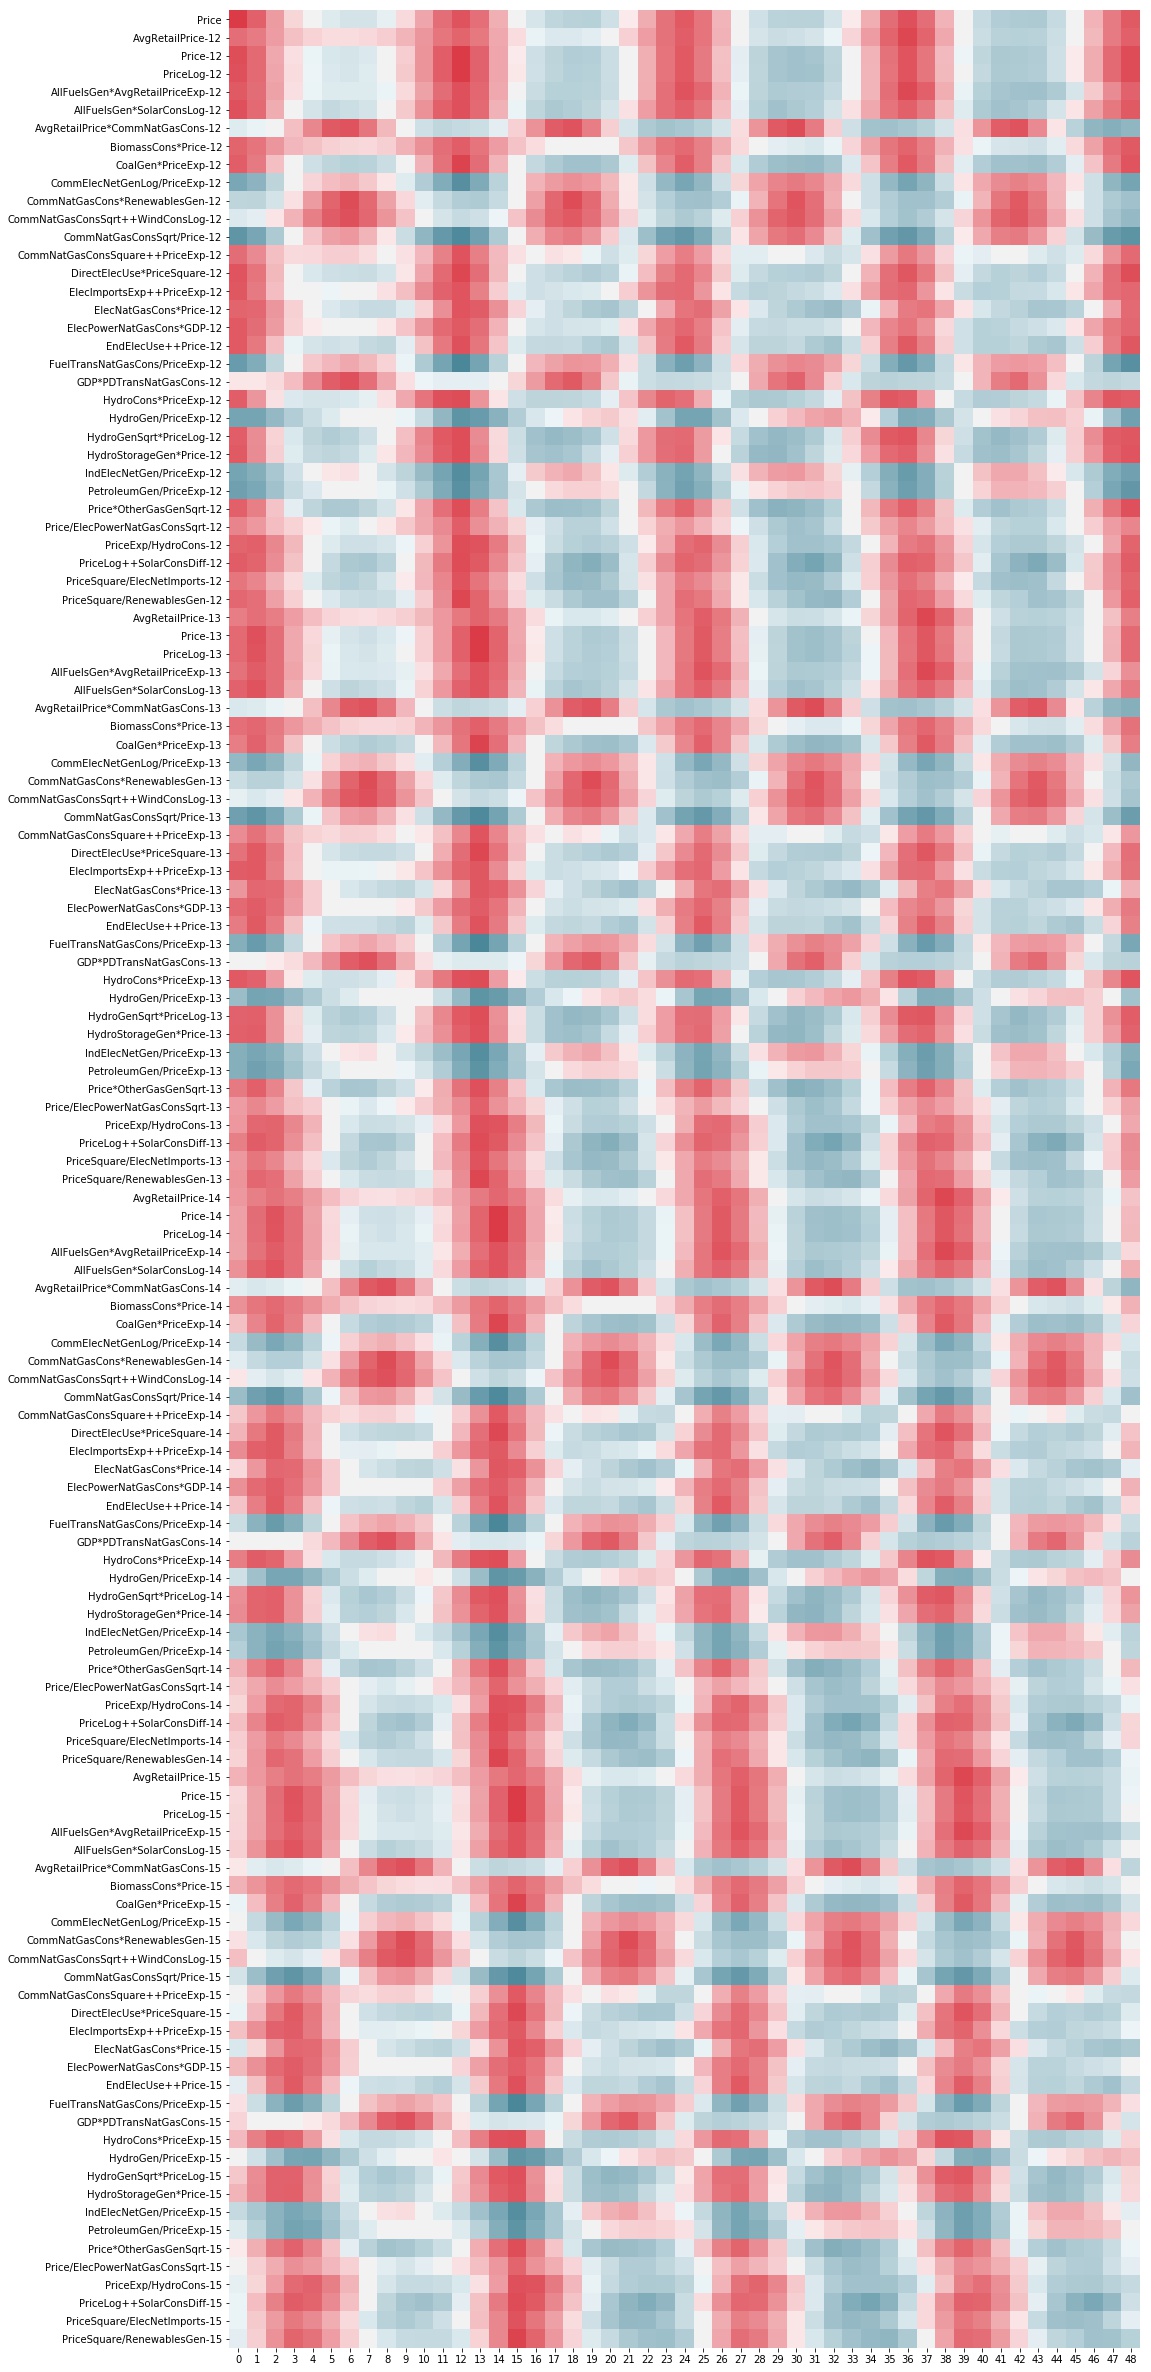 Price
AvgRetailPrice-12
Price-12
PriceLog-12
AllFuelsGen*AvgRetailPriceExp-12
AllFuelsGen*SolarConsLog-12
AvgRetailPrice*CommNatGasCons-12
BiomassCons*Price-12
CoalGen*PriceExp-12
CommElecNetGenLog/PriceExp-12
CommNatGasCons*RenewablesGen-12
CommNatGasConsSqrt++WindConsLog-12
CommNatGasConsSqrt/Price-12
CommNatGasConsSquare++PriceExp-12
DirectElecUse*PriceSquare-12
ElecImportsExp++PriceExp-12
ElecNatGasCons*Price-12
ElecPowerNatGasCons*GDP-12
EndElecUse++Price-12
FuelTransNatGasCons/PriceExp-12
GDP*PDTransNatGasCons-12
HydroCons*PriceExp-12
HydroGen/PriceExp-12
HydroGenSqrt*PriceLog-12
HydroStorageGen*Price-12
IndElecNetGen/PriceExp-12
PetroleumGen/PriceExp-12
Price*OtherGasGenSqrt-12
Price/ElecPowerNatGasConsSqrt-12
PriceExp/HydroCons-12
PriceLog++SolarConsDiff-12
PriceSquare/ElecNetImports-12
PriceSquare/RenewablesGen-12
AvgRetailPrice-13
Price-13
PriceLog-13
AllFuelsGen*AvgRetailPriceExp-13
AllFuelsGen*SolarConsLog-13
AvgRetailPrice*CommNatGasCons-13
BiomassCons*Price-13
CoalGen*PriceExp-13
CommElecNetGenLog/PriceExp-13
CommNatGasCons*RenewablesGen-13
CommNatGasConsSqrt++WindConsLog-13
CommNatGasConsSqrt/Price-13
CommNatGasConsSquare++PriceExp-13
DirectElecUse*PriceSquare-13
ElecImportsExp++PriceExp-13
ElecNatGasCons*Price-13
ElecPowerNatGasCons*GDP-13
EndElecUse++Price-13
FuelTransNatGasCons/PriceExp-13
GDP*PDTransNatGasCons-13
HydroCons*PriceExp-13
HydroGen/PriceExp-13
HydroGenSqrt*PriceLog-13
HydroStorageGen*Price-13
IndElecNetGen/PriceExp-13
PetroleumGen/PriceExp-13
Price*OtherGasGenSqrt-13
Price/ElecPowerNatGasConsSqrt-13
PriceExp/HydroCons-13
PriceLog++SolarConsDiff-13
PriceSquare/ElecNetImports-13
PriceSquare/RenewablesGen-13
AvgRetailPrice-14
Price-14
PriceLog-14
AllFuelsGen*AvgRetailPriceExp-14
AllFuelsGen*SolarConsLog-14
AvgRetailPrice*CommNatGasCons-14
BiomassCons*Price-14
CoalGen*PriceExp-14
CommElecNetGenLog/PriceExp-14
CommNatGasCons*RenewablesGen-14
CommNatGasConsSqrt++WindConsLog-14
CommNatGasConsSqrt/Price-14
CommNatGasConsSquare++PriceExp-14
DirectElecUse*PriceSquare-14
ElecImportsExp++PriceExp-14
ElecNatGasCons*Price-14
ElecPowerNatGasCons*GDP-14
EndElecUse++Price-14
FuelTransNatGasCons/PriceExp-14
GDP*PDTransNatGasCons-14
HydroCons*PriceExp-14
HydroGen/PriceExp-14
HydroGenSqrt*PriceLog-14
HydroStorageGen*Price-14
IndElecNetGen/PriceExp-14
PetroleumGen/PriceExp-14
Price*OtherGasGenSqrt-14
Price/ElecPowerNatGasConsSqrt-14
PriceExp/HydroCons-14
PriceLog++SolarConsDiff-14
PriceSquare/ElecNetImports-14
PriceSquare/RenewablesGen-14
AvgRetailPrice-15
Price-15
PriceLog-15
AllFuelsGen*AvgRetailPriceExp-15
AllFuelsGen*SolarConsLog-15
AvgRetailPrice*CommNatGasCons-15
BiomassCons*Price-15
CoalGen*PriceExp-15
CommElecNetGenLog/PriceExp-15
CommNatGasCons*RenewablesGen-15
CommNatGasConsSqrt++WindConsLog-15
CommNatGasConsSqrt/Price-15
CommNatGasConsSquare++PriceExp-15
DirectElecUse*PriceSquare-15
ElecImportsExp++PriceExp-15
ElecNatGasCons*Price-15
ElecPowerNatGasCons*GDP-15
EndElecUse++Price-15
FuelTransNatGasCons/PriceExp-15
GDP*PDTransNatGasCons-15
HydroCons*PriceExp-15
HydroGen/PriceExp-15
HydroGenSqrt*PriceLog-15
HydroStorageGen*Price-15
IndElecNetGen/PriceExp-15
PetroleumGen/PriceExp-15
Price*OtherGasGenSqrt-15
Price/ElecPowerNatGasConsSqrt-15
PriceExp/HydroCons-15
PriceLog++SolarConsDiff-15
PriceSquare/ElecNetImports-15
PriceSquare/RenewablesGen-15
0 1 2 3 4 5 6 7 8 9 10 11 12 13 14 15 16 17 18 19 20 21 22 23 24 25 26 27 28 29 30 31 32 33 34 35 36 37 38 39 40 41 42 43 44 45 46 47 48